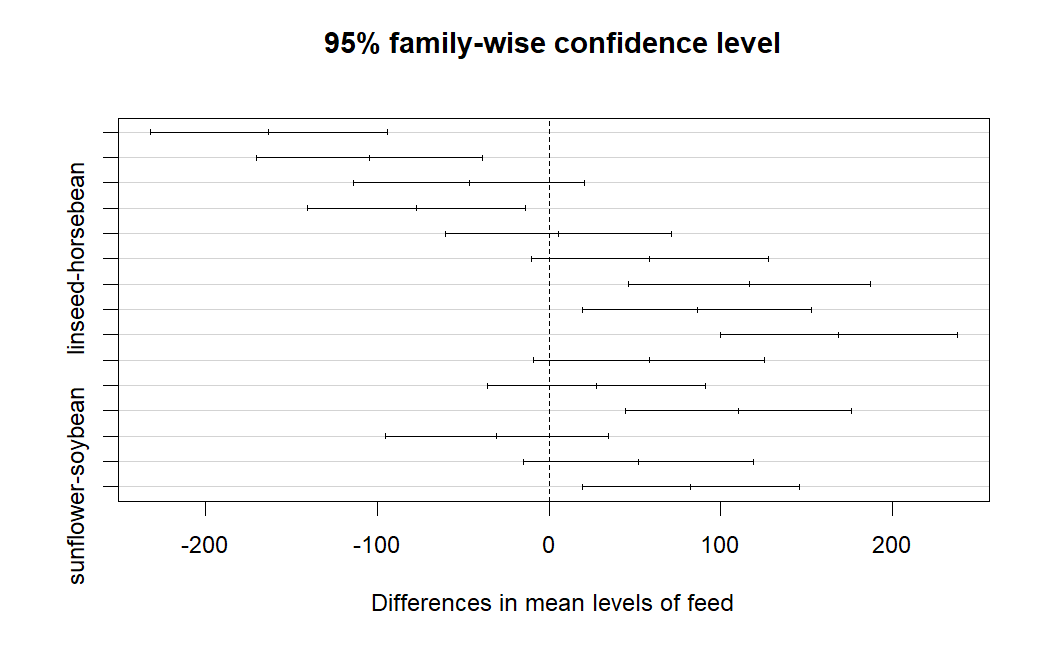 95% family-wise confidence level
linseed-horsebean
sunflower-soybean
-200 -100 0 100 200
Differences in mean levels of feed